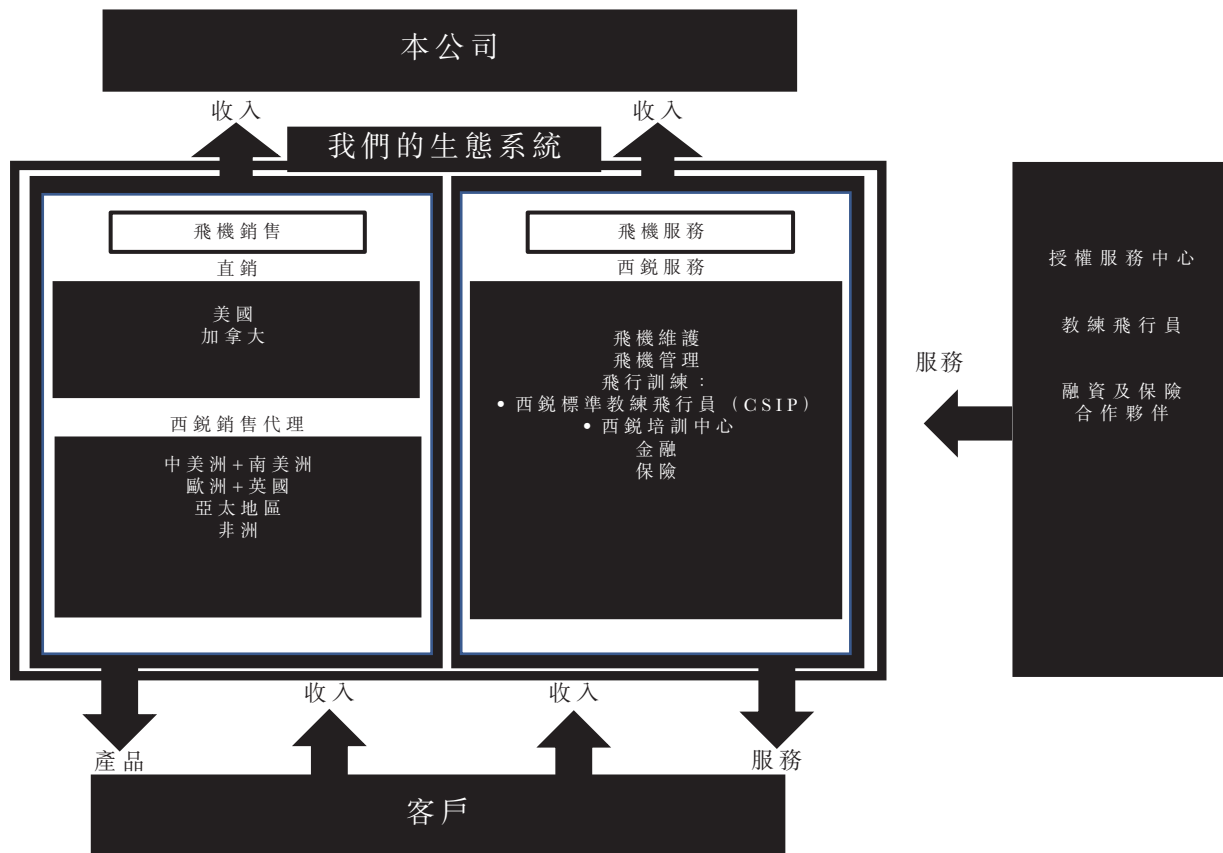 本公司
收入
收入
我們的生態系統
飛機銷售
直銷
美國
加拿大
西銳銷售代理
中美洲+南美洲
歐洲+英國
亞太地區
非洲
飛機服務
西銳服務
飛機維護
飛機管理
飛行訓練：
• 西銳標準教練飛行員（CSIP）
• 西銳培訓中心
金融
保險
服務
授權服務中心
教練飛行員
融資及保險
合作夥伴
產品
收入
收入
服務
客戶